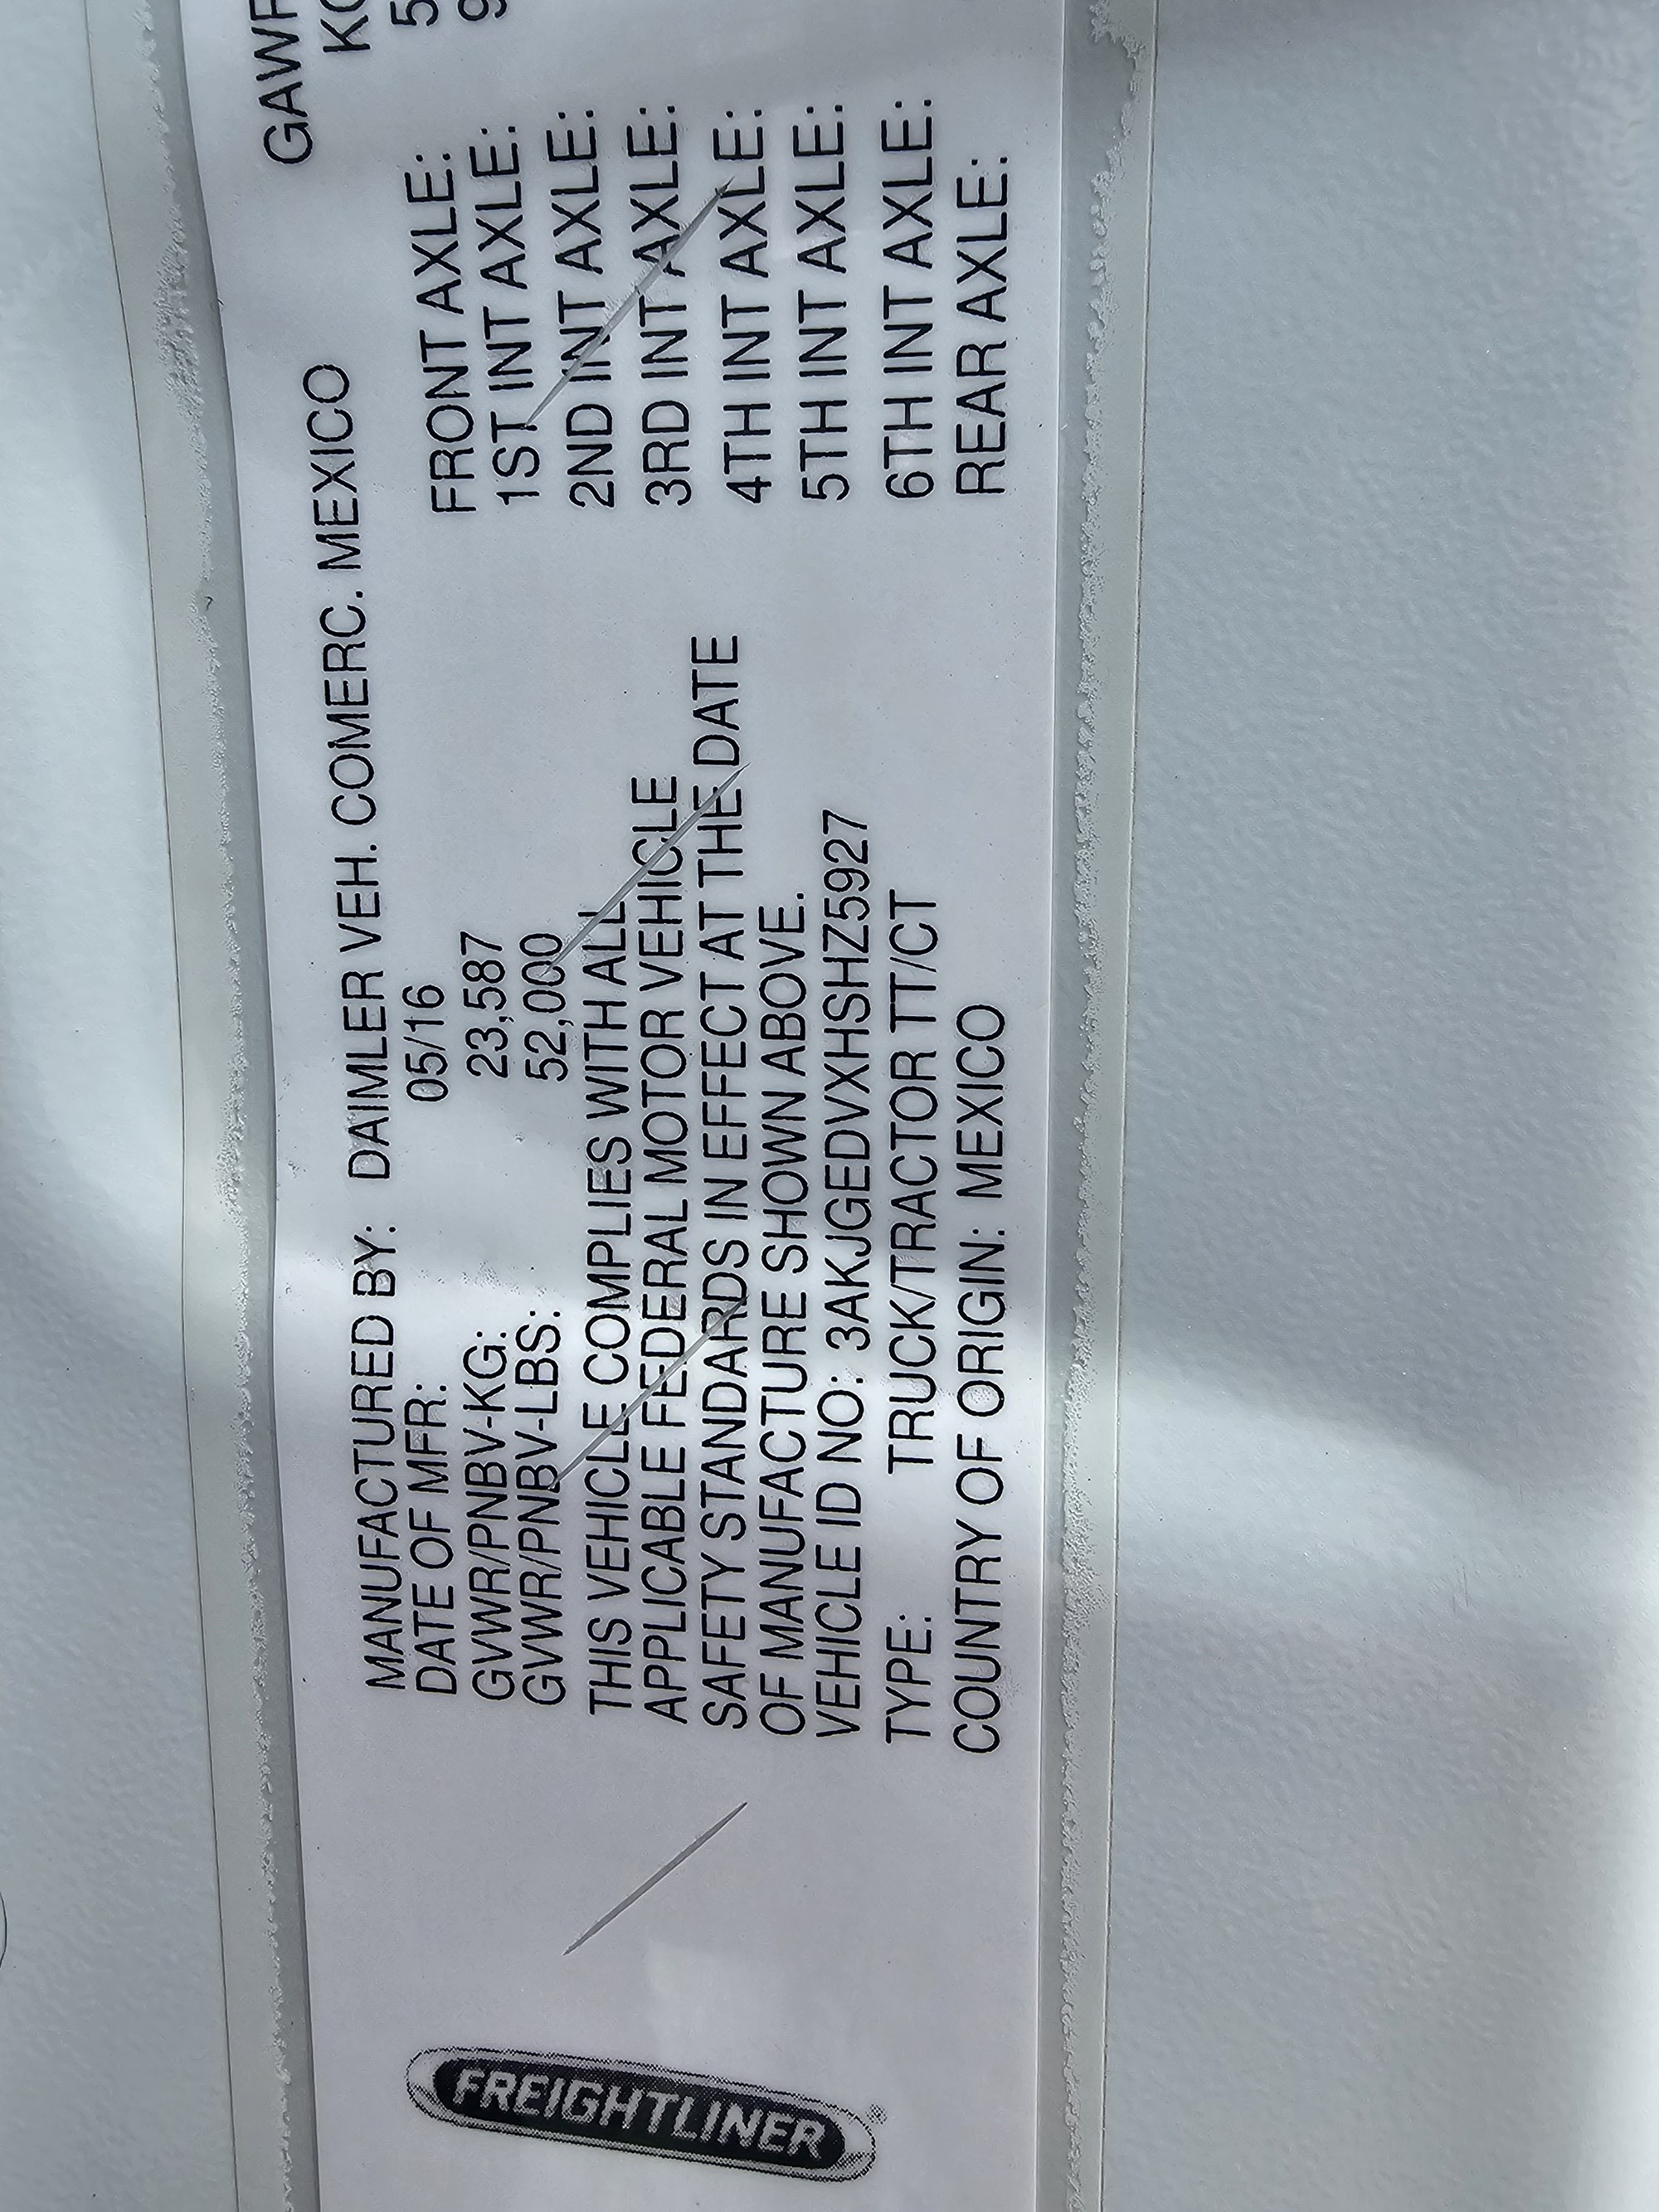 FREIGHTLINER®
MANUFACTURED BY: DAIMLER VEH. COMERC. MEXICO
DATE OF MFR: 05/16
GVWR/PNBV-KG: 23,587
GVWR/PNBV-LBS: 52,000
THIS VEHICLE COMPLIES WITH ALL
APPLICABLE FEDERAL MOTOR VEHICLE
SAFETY STANDARDS IN EFFECT AT THE DATE
OF MANUFACTURE SHOWN ABOVE.
VEHICLE ID NO: 3AKJGEDVXHSHZ5927
TYPE: TRUCK/TRACTOR TT/CT
COUNTRY OF ORIGIN: MEXICO
FRONT AXLE:
1ST INT AXLE:
2ND INT AXLE:
3RD INT AXLE:
4TH INT AXLE:
5TH INT AXLE:
6TH INT AXLE:
REAR AXLE: